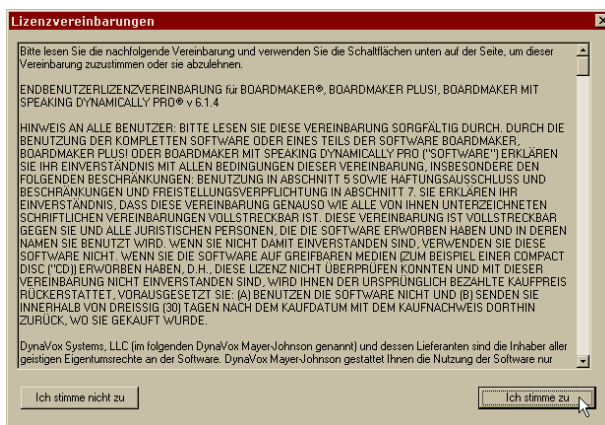 Lizenzvereinbarungen
Bitte lesen Sie die nachfolgende Vereinbarung und verwenden Sie die Schaltflächen unten auf der Seite, um dieser
Vereinbarung zuzustimmen oder sie abzulehnen.
ENDBENUTZERLIZENZVEREINBARUNG für BOARDMAKER®, BOARDMAKER PLUS!, BOARDMAKER MIT
SPEAKING DYNAMICALLY PRO® v 6.1.4
HINWEIS AN ALLE BENUTZER: BITTE LESEN SIE DIESE VEREINBARUNG SORGFÄLTIG DURCH. DURCH DIE
BENUTZUNG DER KOMPLETTEN SOFTWARE ODER EINES TEILS DER SOFTWARE BOARDMAKER,
BOARDMAKER PLUS! ODER BOARDMAKER MIT SPEAKING DYNAMICALLY PRO ("SOFTWARE") ERKLÄREN
SIE IHR EINVERSTÄNDNIS MIT ALLEN BEDINGUNGEN DIESER VEREINBARUNG, INSBESONDERE DEN
FOLGENDEN BESCHRÄNKUNGEN: BENUTZUNG IN ABSCHNITT 5 SOWIE HAFTUNGSAUSSCHLUSS UND
BESCHRÄNKUNGEN UND FREISTELLUNGSVERPFLICHTUNG IN ABSCHNITT 7. SIE ERKLÄREN IHR
EINVERSTÄNDNIS, DASS DIESE VEREINBARUNG GENAUSO WIE ALLE VON IHNEN UNTERZEICHNETEN
SCHRIFTLICHEN VEREINBARUNGEN VOLLSTRECKBAR IST. DIESE VEREINBARUNG IST VOLLSTRECKBAR
GEGEN SIE UND ALLE JURISTISCHEN PERSONEN, DIE DIE SOFTWARE ERWORBEN HABEN UND IN DEREN
NAMEN SIE BENUTZT WIRD. WENN SIE NICHT DAMIT EINVERSTANDEN SIND, VERWENDEN SIE DIESE
SOFTWARE NICHT. WENN SIE DIE SOFTWARE AUF GREIFBAREN MEDIEN (ZUM BEISPIEL EINER COMPACT
DISC ("CD)) ERWORBEN HABEN, D.H., DIESE LIZENZ NICHT ÜBERPRÜFEN KONNTEN UND MIT DIESER
VEREINBARUNG NICHT EINVERSTANDEN SIND, WIRD IHNEN DER URSPRÜNGLICH BEZAHLTE KAUFPREIS
RÜCKERSTATTET, VORAUSGESETZT SIE: (A) BENUTZEN DIE SOFTWARE NICHT UND (B) SENDEN SIE
INNERHALB VON DREISSIG (30) TAGEN NACH DEM KAUFDATUM MIT DEM KAUFNACHWEIS DORTHIN
ZURÜCK, WO SIE GEKAUFT WURDE.
DynaVox Systems, LLC (im folgenden DynaVox Mayer-Johnson genannt) und dessen Lieferanten sind die Inhaber aller
geistigen Eigentumsrechte an der Software. DynaVox Mayer-Johnson gestattet Ihnen die Nutzung der Software nur
Ich stimme nicht zu
Ich stimme zu